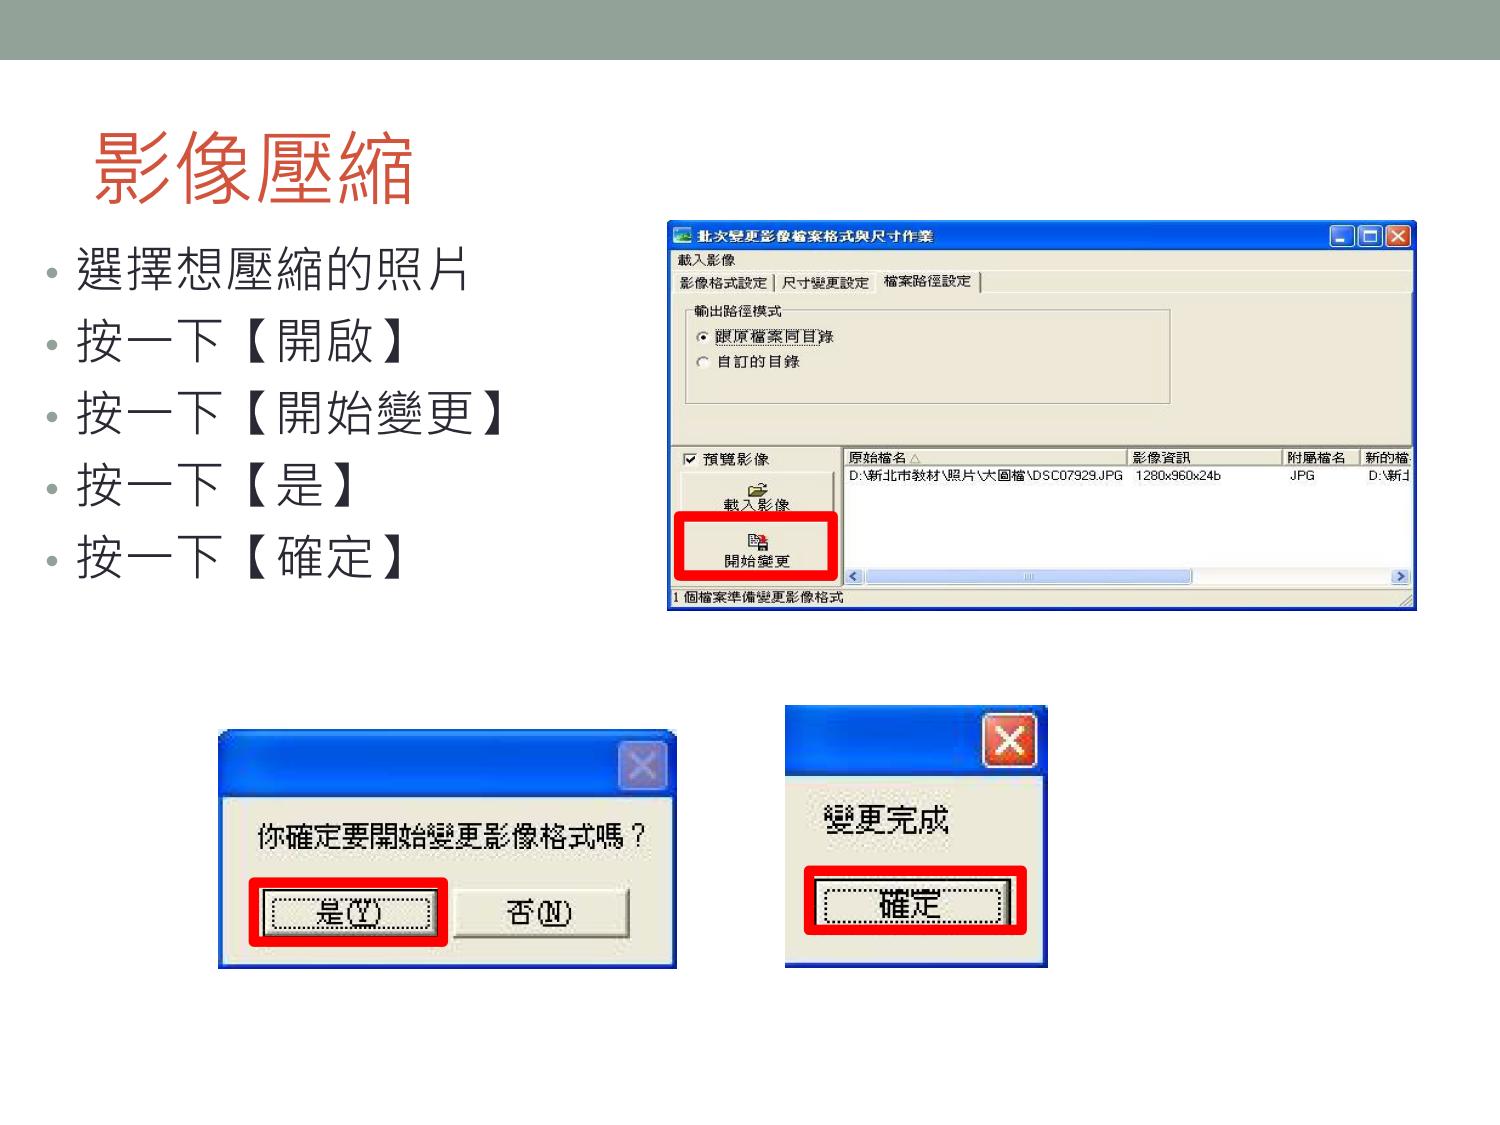 影像壓縮
• 選擇想壓縮的照片
• 按一下【開啟】
• 按一下【開始變更】
• 按一下【是】
• 按一下【確定】
批次變更影像檔案格式與尺寸作業
載入影像
影像格式設定 尺寸變更設定 檔案路徑設定
輸出路徑模式
跟原檔案同目錄
自訂的目錄
預覽影像
載入影像
開始變更
原始檔名 影像資訊 附屬檔名 新的檔
D:\新北市教材\照片\大圖檔\DSC07929.JPG 1280x960x24b JPG D:\新
1 個檔案準備變更影像格式
你確定要開始變更影像格式嗎？
是(Y) 否(N)
變更完成
確定